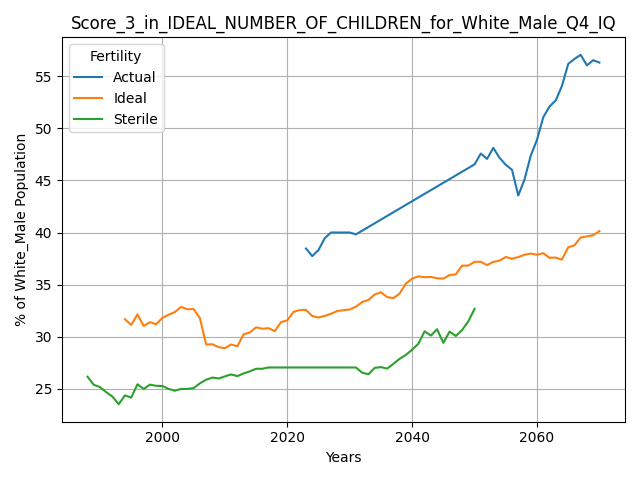 Score_3_in_IDEAL_NUMBER_OF_CHILDREN_for_White_Male_Q4_IQ
Fertility
Actual
Ideal
Sterile
% of White_Male Population
55
50
45
40
35
30
25
2000
2020
2040
2060
Years